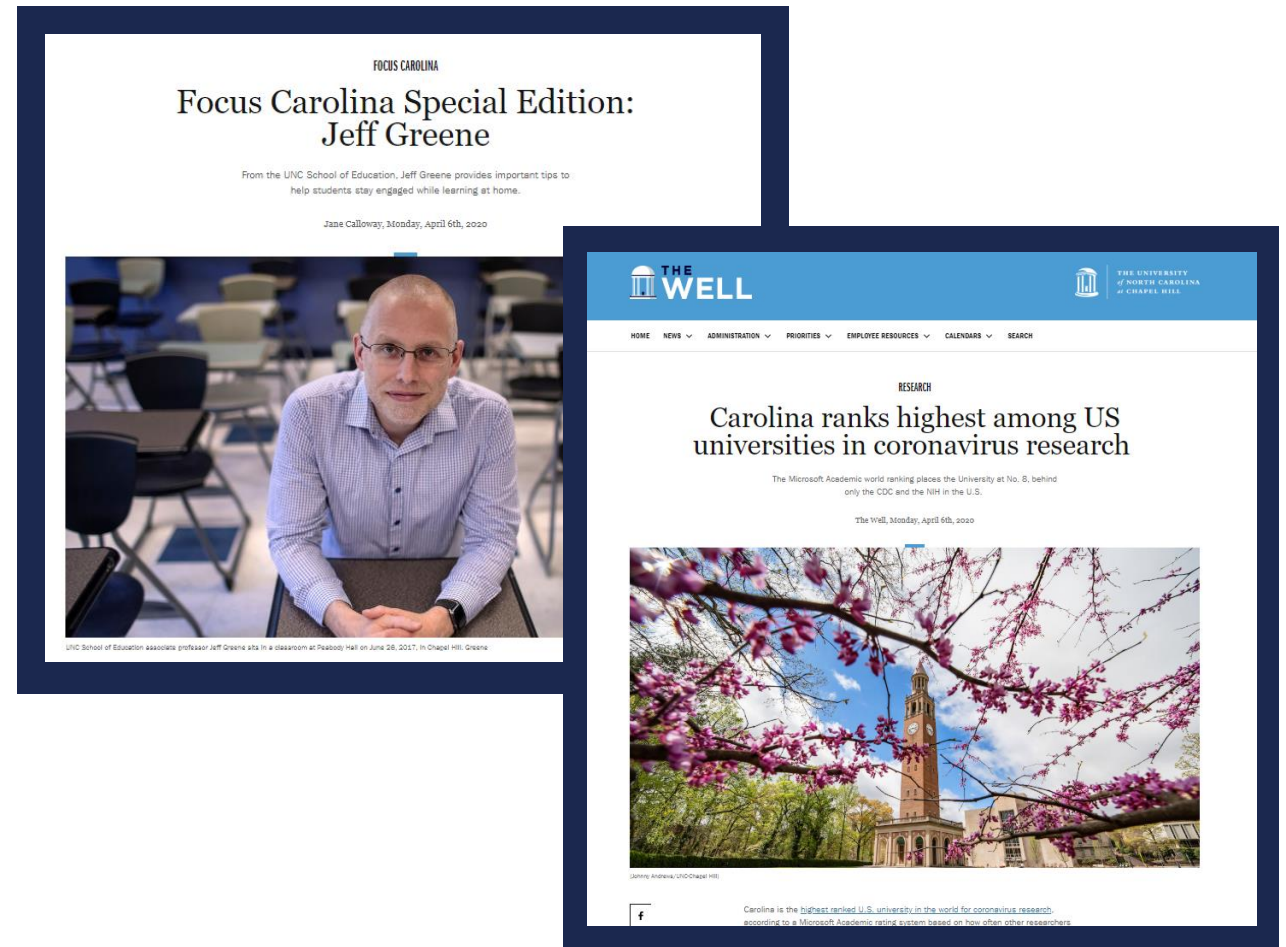 FOCUS CAROLINA
Focus Carolina Special Edition:
Jeff Greene
From the UNC School of Education, Jeff Greene provides important tips to
help students stay engaged while learning at home.
Jane Calloway, Monday, April 6th, 2020
UNC School of Education associate professor Jeff Greene sits in a classroom at Peabody Hall on June 26, 2017, in Chapel Hill. Greene
THE
WELL
THE UNIVERSITY
of NORTH CAROLINA
at CHAPEL HILL
HOME NEWS ADMINISTRATION PRIORITIES EMPLOYEE RESOURCES CALENDARS SEARCH
RESEARCH
Carolina ranks highest among US
universities in coronavirus research
The Microsoft Academic world ranking places the University at No. 8, behind
only the CDC and the NIH in the U.S.
The Well, Monday, April 6th, 2020
(Johnny Andrews/UNC-Chapel Hill)
f
Carolina is the highest ranked U.S. university in the world for coronavirus research,
according to a Microsoft Academic rating system based on how often other researchers